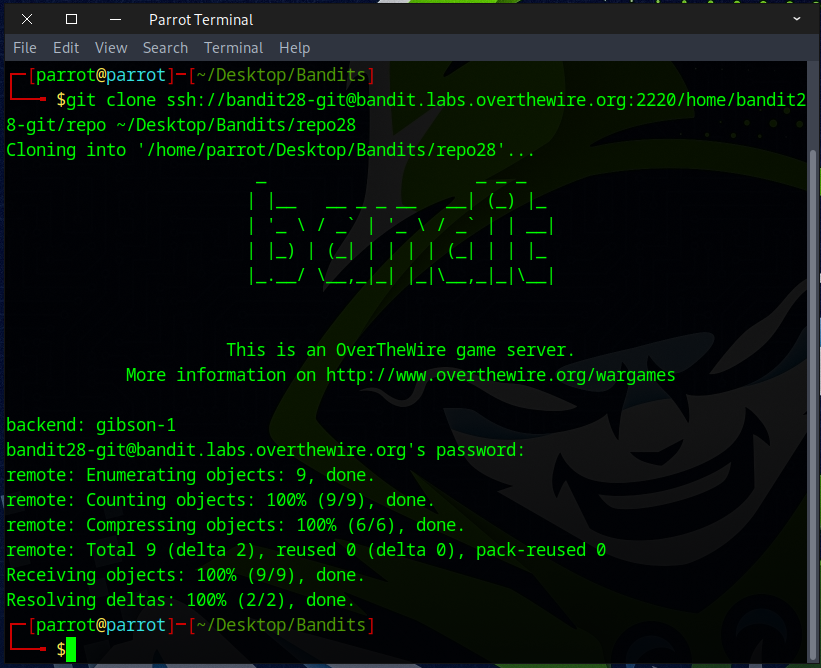 Parrot Terminal
File Edit View Search Terminal Help
┌─[parrot@parrot]─[~/Desktop/Bandits]
└──╼ $git clone ssh://bandit28-git@bandit.labs.overthewire.org:2220/home/bandit2
8-git/repo ~/Desktop/Bandits/repo28
Cloning into '/home/parrot/Desktop/Bandits/repo28'...
                         _                     _ _ _
                        | |__   __ _ _ __   __| (_) |_
                        | '_ \ / _` | '_ \ / _` | | __|
                        | |_) | (_| | | | | (_| | | |_
                        |_.__/ \__,_|_| |_|\__,_|_|\__|
This is an OverTheWire game server.
More information on http://www.overthewire.org/wargames
backend: gibson-1
bandit28-git@bandit.labs.overthewire.org's password:
remote: Enumerating objects: 9, done.
remote: Counting objects: 100% (9/9), done.
remote: Compressing objects: 100% (6/6), done.
remote: Total 9 (delta 2), reused 0 (delta 0), pack-reused 0
Receiving objects: 100% (9/9), done.
Resolving deltas: 100% (2/2), done.
┌─[parrot@parrot]─[~/Desktop/Bandits]
└──╼ $